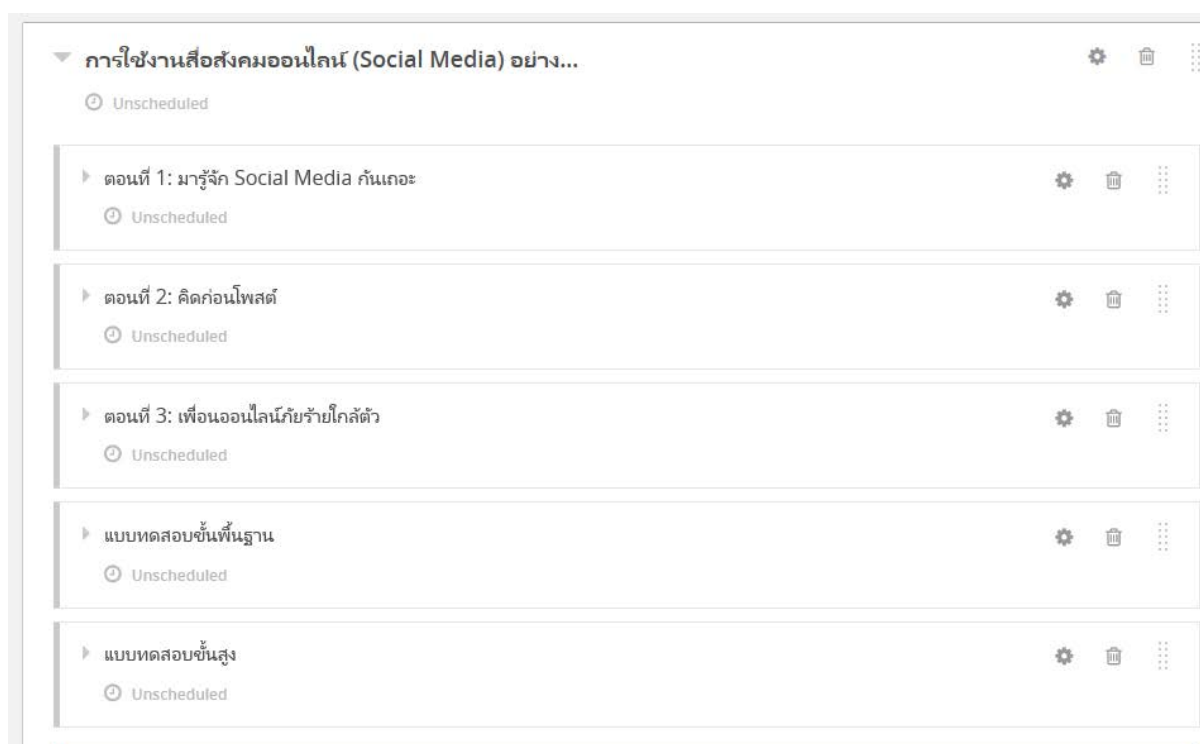 การใช้งานสื่อสังคมออนไลน์ (Social Media) อย่าง...
Unscheduled
ตอนที่ 1: มารู้จัก Social Media กันเถอะ
Unscheduled
ตอนที่ 2: คิดก่อนโพสต์
Unscheduled
ตอนที่ 3: เพื่อนออนไลน์ภัยร้ายใกล้ตัว
Unscheduled
แบบทดสอบขั้นพื้นฐาน
Unscheduled
แบบทดสอบขั้นสูง
Unscheduled